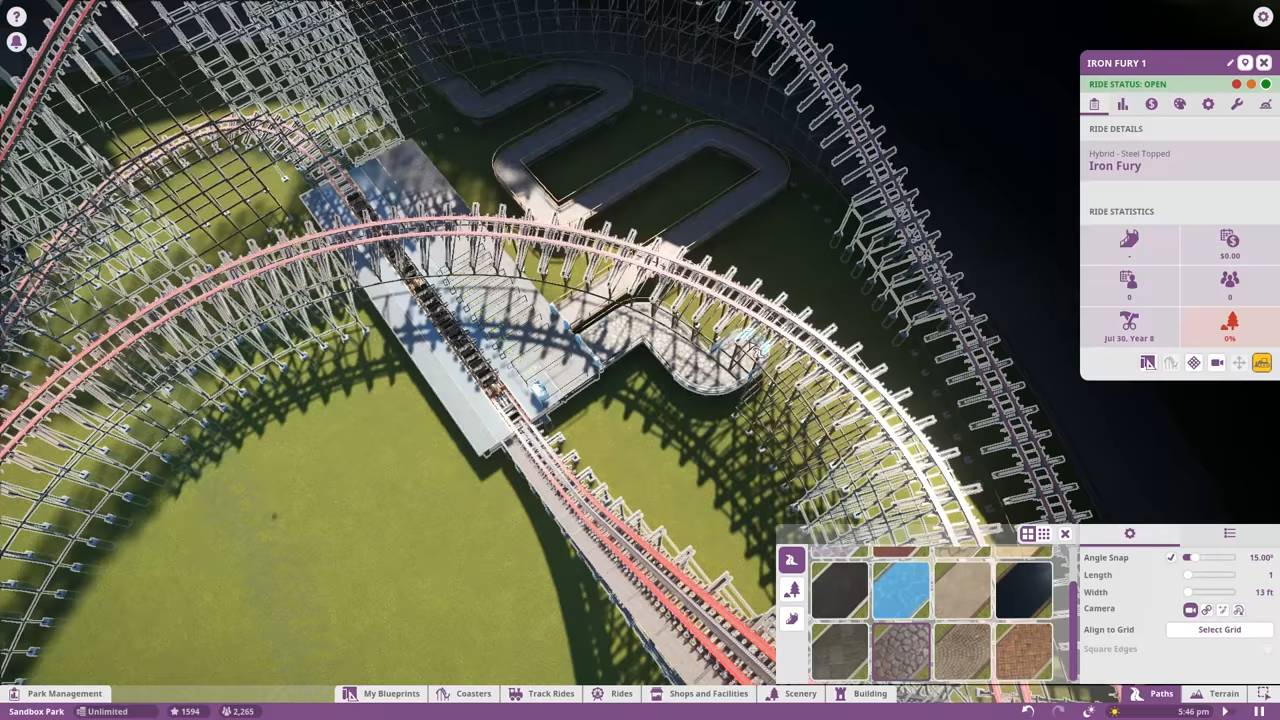 ?
IRON FURY 1
RIDE STATUS: OPEN
RIDE DETAILS
Hybrid - Steel Topped
Iron Fury
RIDE STATISTICS
-
$0.00
0
0
Jul 30, Year 8
0%
Angle Snap
15.00°
Length
1
Width
13 ft
Camera
Align to Grid
Select Grid
Square Edges
Park Management
My Blueprints
Coasters
Track Rides
Rides
Shops and Facilities
Scenery
Building
Paths
Terrain
Sandbox Park
Unlimited
1594
2,265
5:46 pm